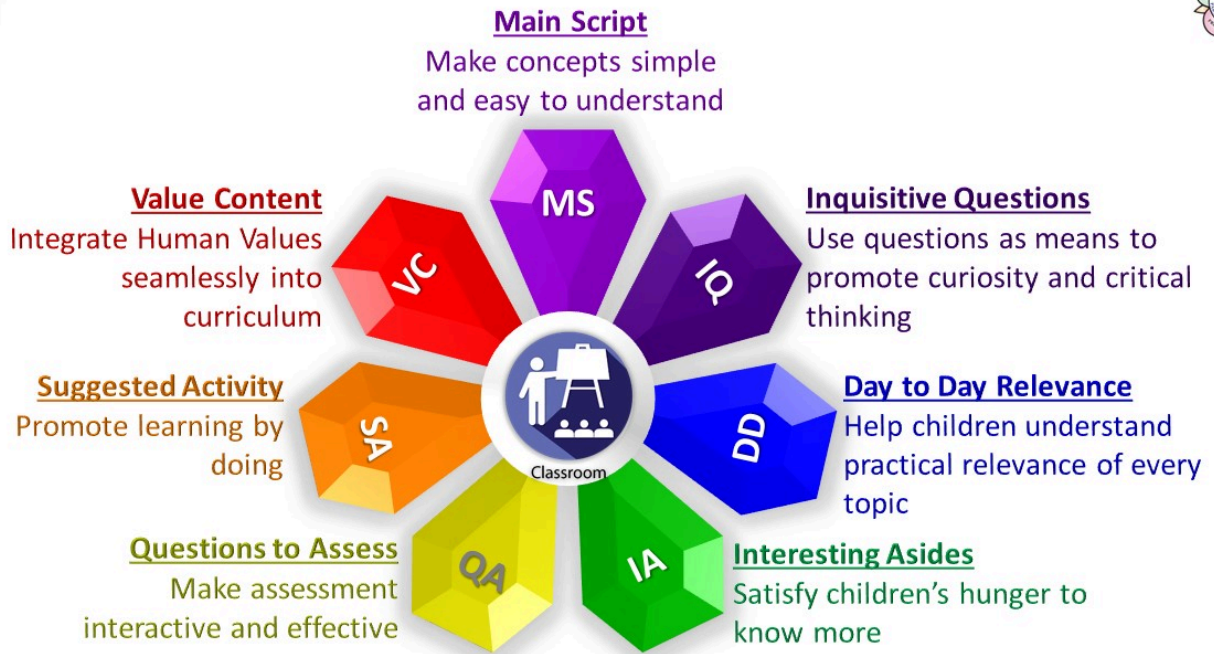 Main Script
Make concepts simple
and easy to understand
MS
Inquisitive Questions
Use questions as means to
promote curiosity and critical
thinking
IQ
Day to Day Relevance
Help children understand
practical relevance of every
topic
DD
Interesting Asides
Satisfy children’s hunger to
know more
IA
Questions to Assess
Make assessment
interactive and effective
QA
Suggested Activity
Promote learning by
doing
SA
Value Content
Integrate Human Values
seamlessly into
curriculum
VC
Classroom